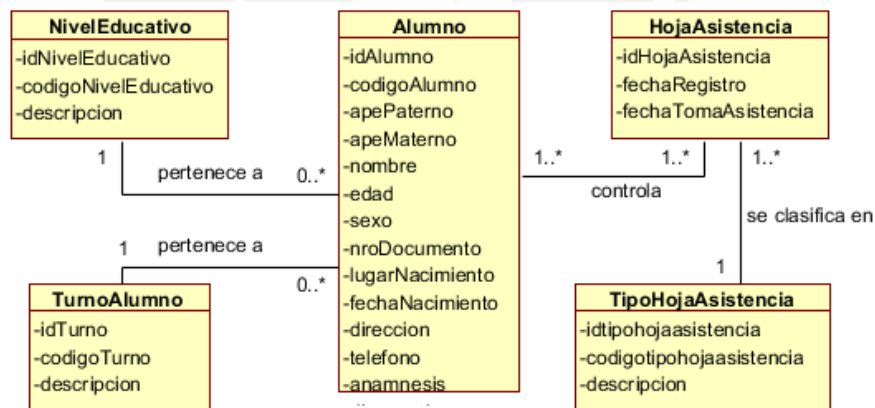 NivelEducativo
-idNivelEducativo
-codigoNivelEducativo
-descripcion
Alumno
-idAlumno
-codigoAlumno
-apePaterno
-apeMaterno
-nombre
-edad
-sexo
-nroDocumento
-lugarNacimiento
-fechaNacimiento
-direccion
-telefono
-anamnesis
HojaAsistencia
-idHojaAsistencia
-fechaRegistro
-fechaTomaAsistencia
1
pertenece a
0..*
1
pertenece a
0..*
1..*
1..*
controla
1..*
se clasifica en
1
TurnoAlumno
-idTurno
-codigoTurno
-descripcion
TipoHojaAsistencia
-idtipohojaasistencia
-codigotipohojaasistencia
-descripcion